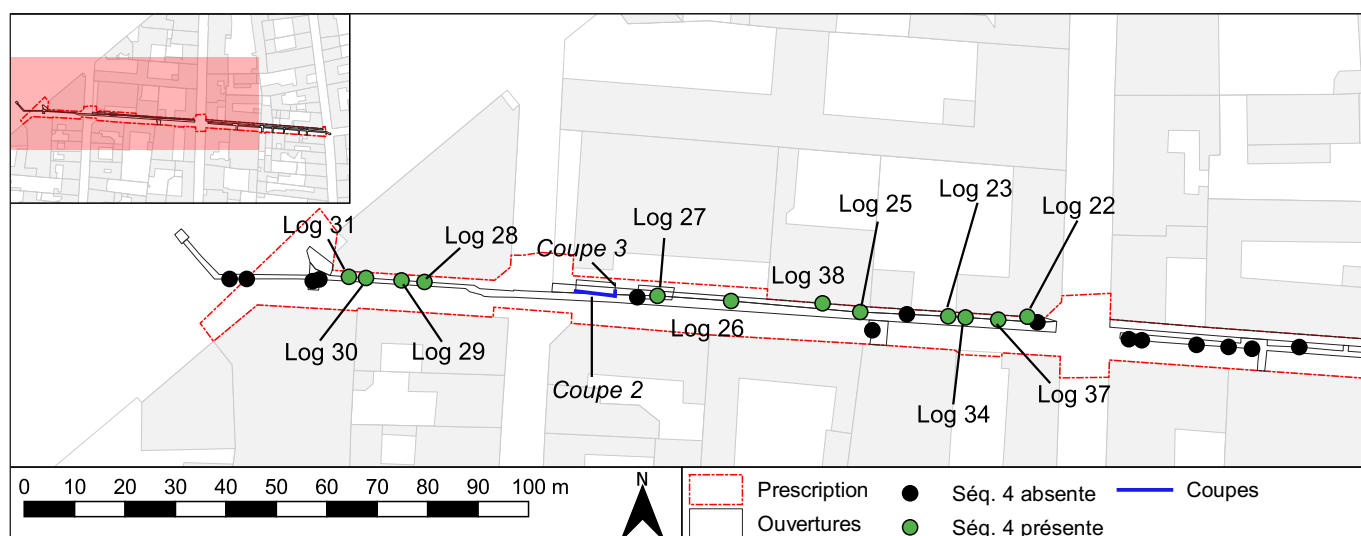 Log 31
Log 28
Coupe 3
Log 27
Log 25
Log 23
Log 22
Log 38
Log 30
Log 29
Coupe 2
Log 26
Log 34
Log 37
0 10 20 30 40 50 60 70 80 90 100 m
N
Prescription
Ouvertures
Séq. 4 absente
Séq. 4 présente
Coupes